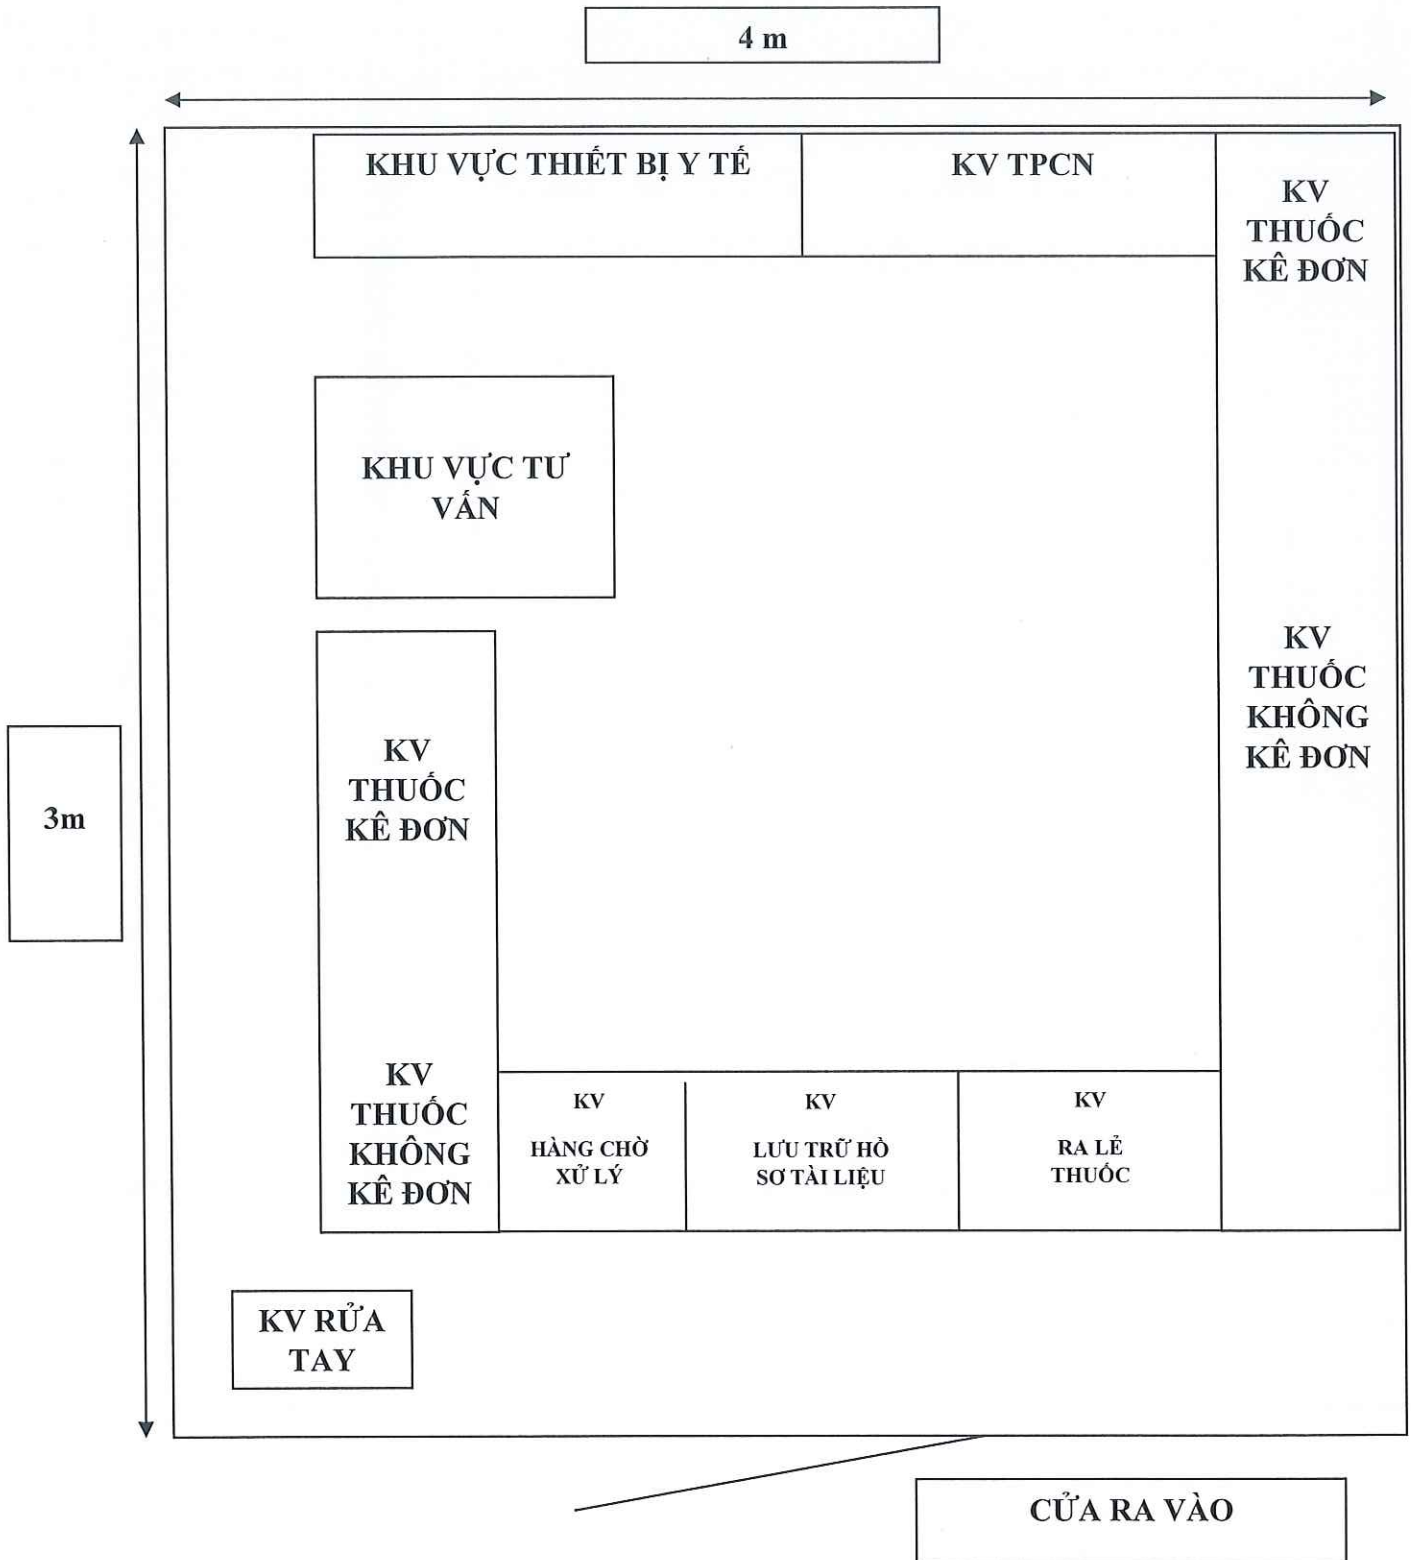 4 m
KHU VỰC THIẾT BỊ Y TẾ
KV TPCN
KV
THUỐC
KÊ ĐƠN
KHU VỰC TƯ
VẤN
KV
THUỐC
KHÔNG
KÊ ĐƠN
3m
KV
THUỐC
KÊ ĐƠN
KV
THUỐC
KHÔNG
KÊ ĐƠN
KV
HÀNG CHỜ
XỬ LÝ
KV
LƯU TRỮ HỒ
SƠ TÀI LIỆU
KV
RA LẺ
THUỐC
KV RỬA
TAY
CỬA RA VÀO